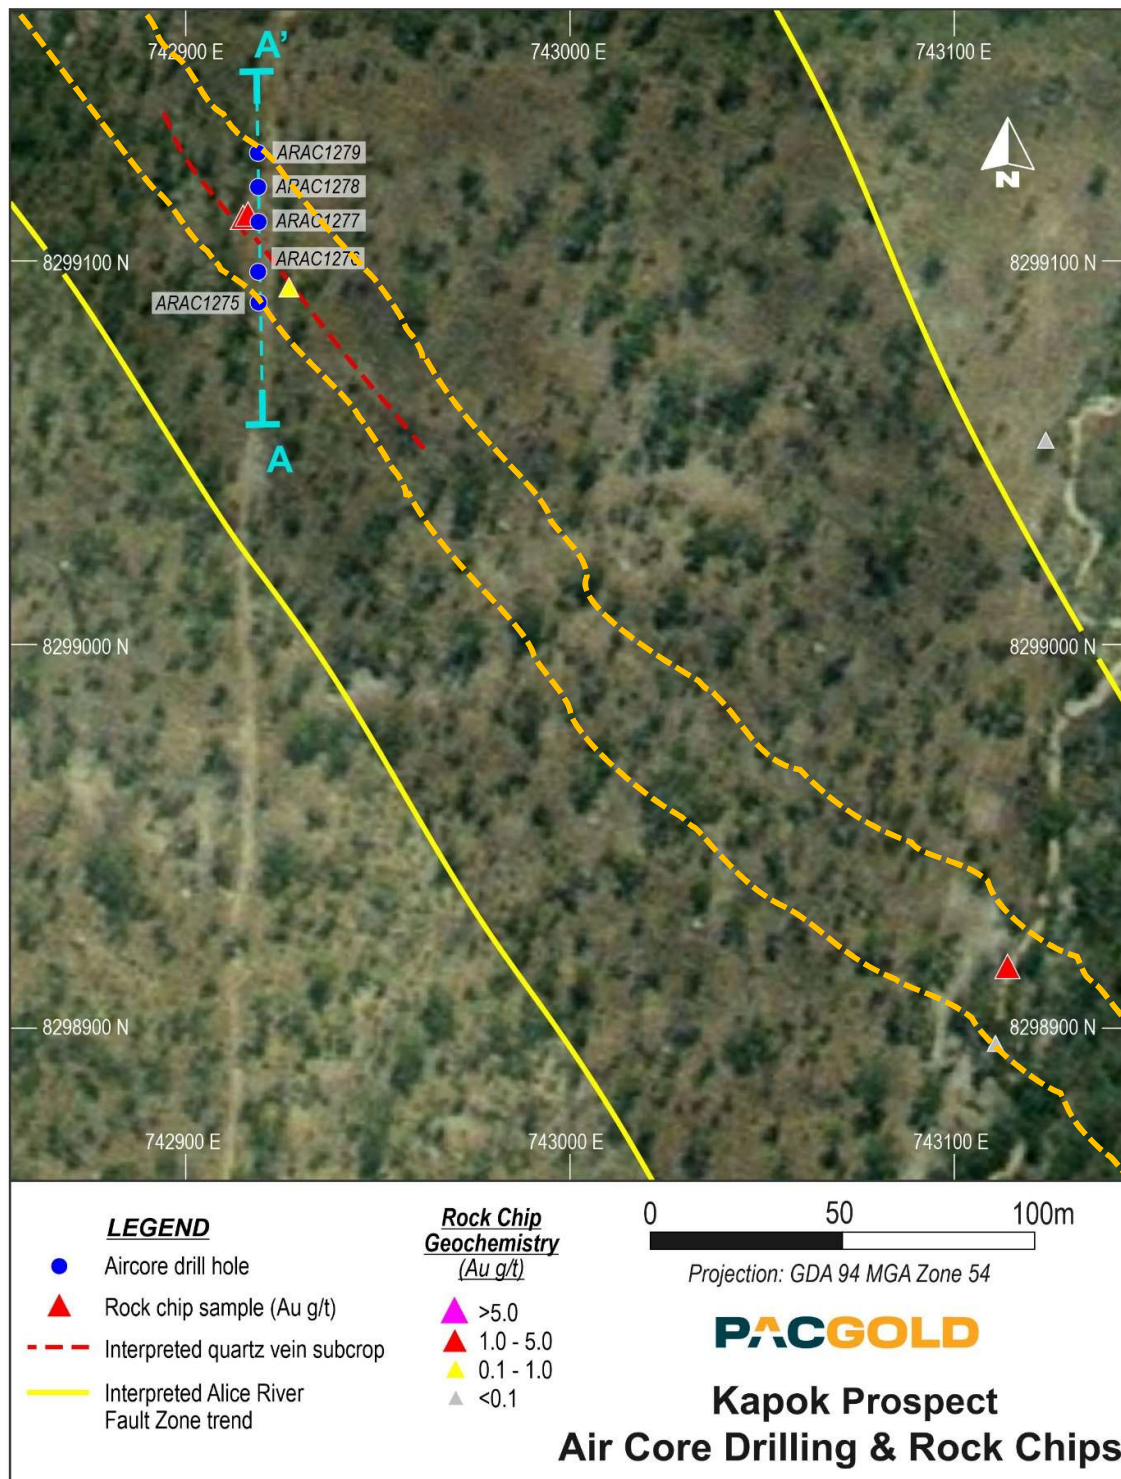 742900 E
743000 E
743100 E
A'
ARAC1279
ARAC1278
ARAC1277
ARAC1276
ARAC1275
8299100 N
8299100 N
N
A
8299000 N
8299000 N
8298900 N
8298900 N
742900 E
743000 E
743100 E
LEGEND
Aircore drill hole
Rock chip sample (Au g/t)
Interpreted quartz vein subcrop
Interpreted Alice River
Fault Zone trend
Rock Chip
Geochemistry
(Au g/t)
>5.0
1.0 - 5.0
0.1 - 1.0
<0.1
0 50 100m
Projection: GDA 94 MGA Zone 54
PACGOLD
Kapok Prospect
Air Core Drilling & Rock Chips